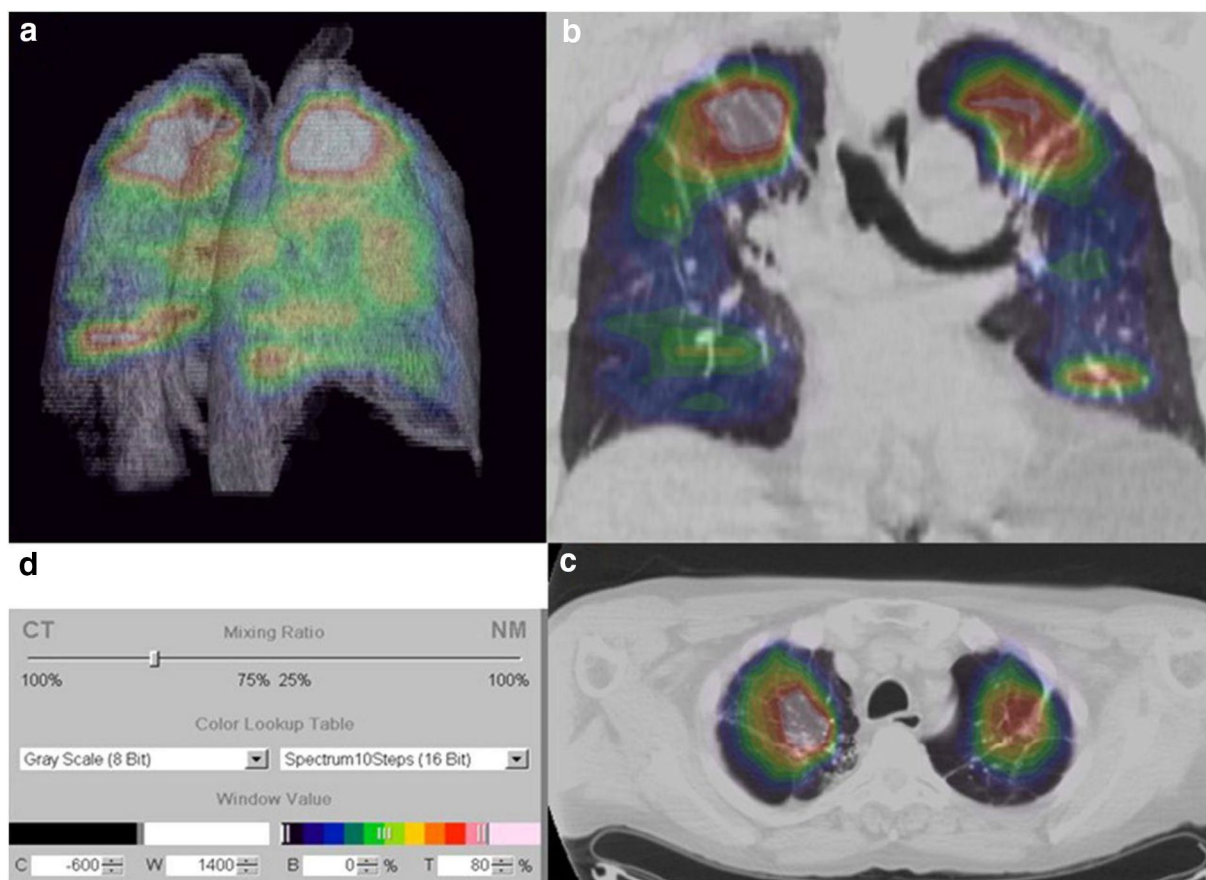 a
b
d
CT Mixing Ratio NM
100% 75% 25% 100%
Color Lookup Table
Gray Scale (8 Bit) Spectrum10Steps (16 Bit)
Window Value
C -600 W 1400 B 0 % T 80 %
c